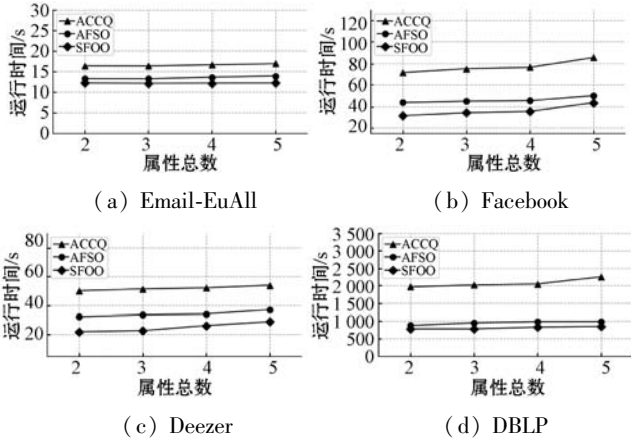 运行时间/s
30
25
20
15
10
5
0
ACCQ
AFSO
SFOO
2 3 4 5
属性总数
(a) Email-EuAll
运行时间/s
120
100
80
60
40
20
ACCQ
AFSO
SFOO
2 3 4 5
属性总数
(b) Facebook
运行时间/s
80
60
40
20
ACCQ
AFSO
SFOO
2 3 4 5
属性总数
(c) Deezer
运行时间/s
3 500
3 000
2 500
2 000
1 500
1 000
500
0
ACCQ
AFSO
SFOO
2 3 4 5
属性总数
(d) DBLP